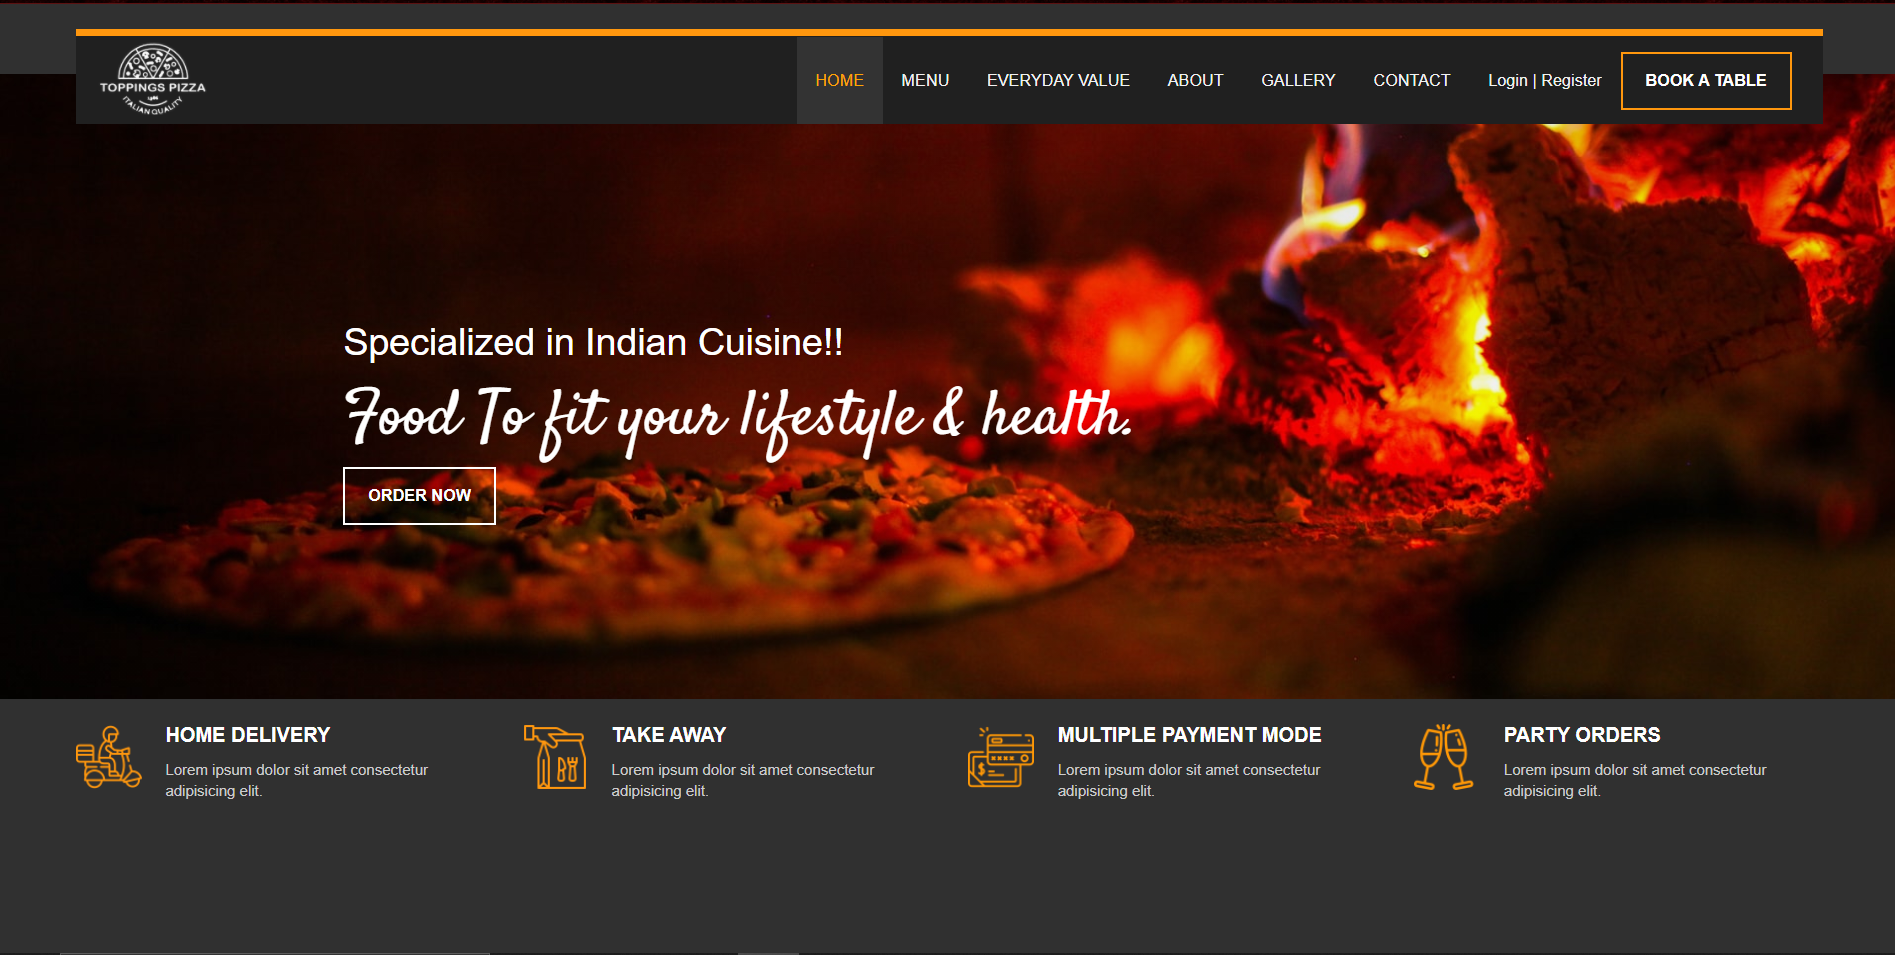 TOPPINGS PIZZA
ITALIAN QUALITY
HOME
MENU
EVERYDAY VALUE
ABOUT
GALLERY
CONTACT
Login | Register
BOOK A TABLE
Specialized in Indian Cuisine!!
Food To fit your lifestyle & health.
ORDER NOW
HOME DELIVERY
Lorem ipsum dolor sit amet consectetur
adipisicing elit.
TAKE AWAY
Lorem ipsum dolor sit amet consectetur
adipisicing elit.
MULTIPLE PAYMENT MODE
Lorem ipsum dolor sit amet consectetur
adipisicing elit.
PARTY ORDERS
Lorem ipsum dolor sit amet consectetur
adipisicing elit.